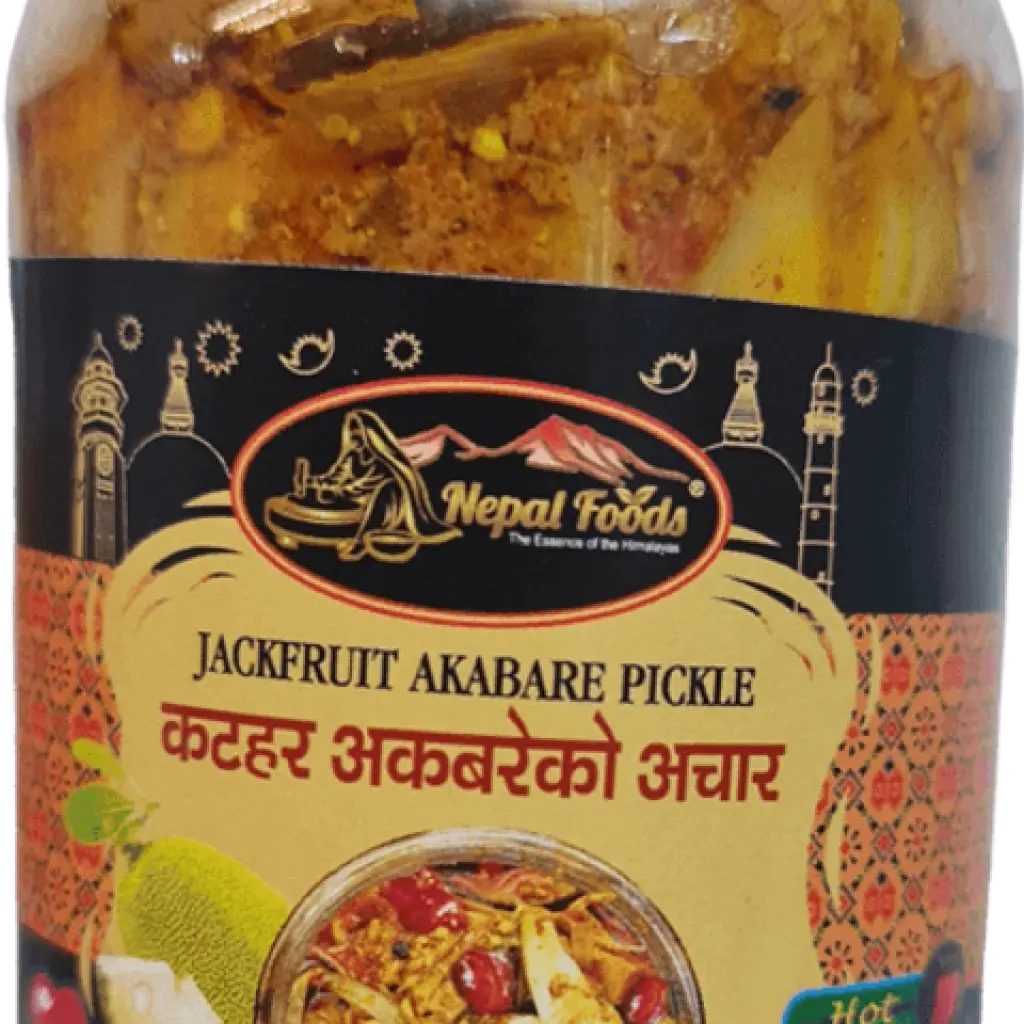 Nepal Foods®
The Essence of the Himalayas
JACKFRUIT AKABARE PICKLE
कटहर अकबरेको अचार
Hot